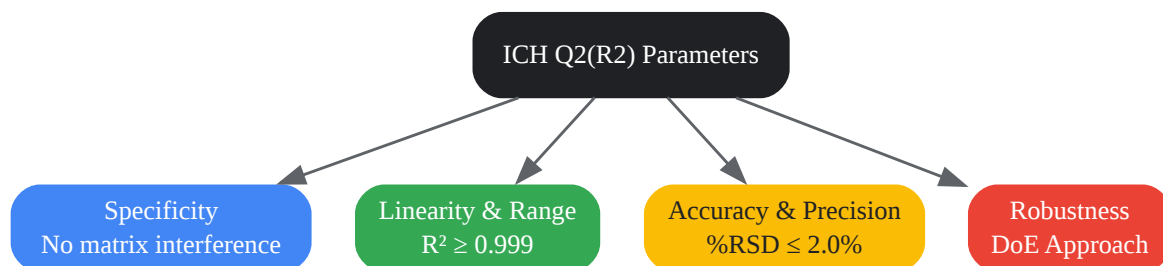 ICH Q2(R2) Parameters
Specificity
No matrix interference
Linearity & Range
R² ≥ 0.999
Accuracy & Precision
%RSD ≤ 2.0%
Robustness
DoE Approach